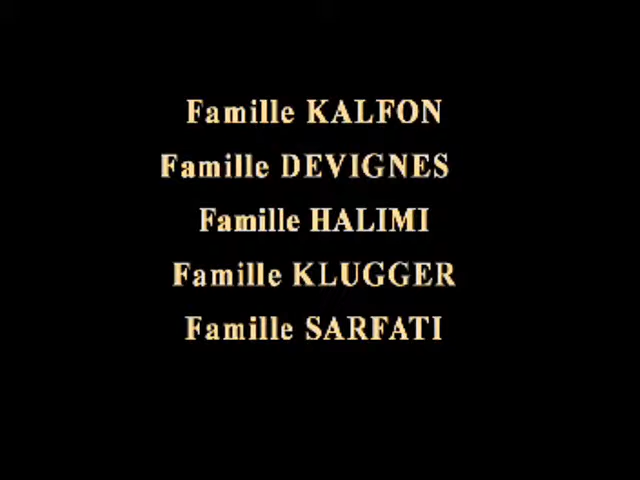 Famille KALFON
Famille DEVIGNES
Famille HALIMI
Famille KLUGGER
Famille SARFATI